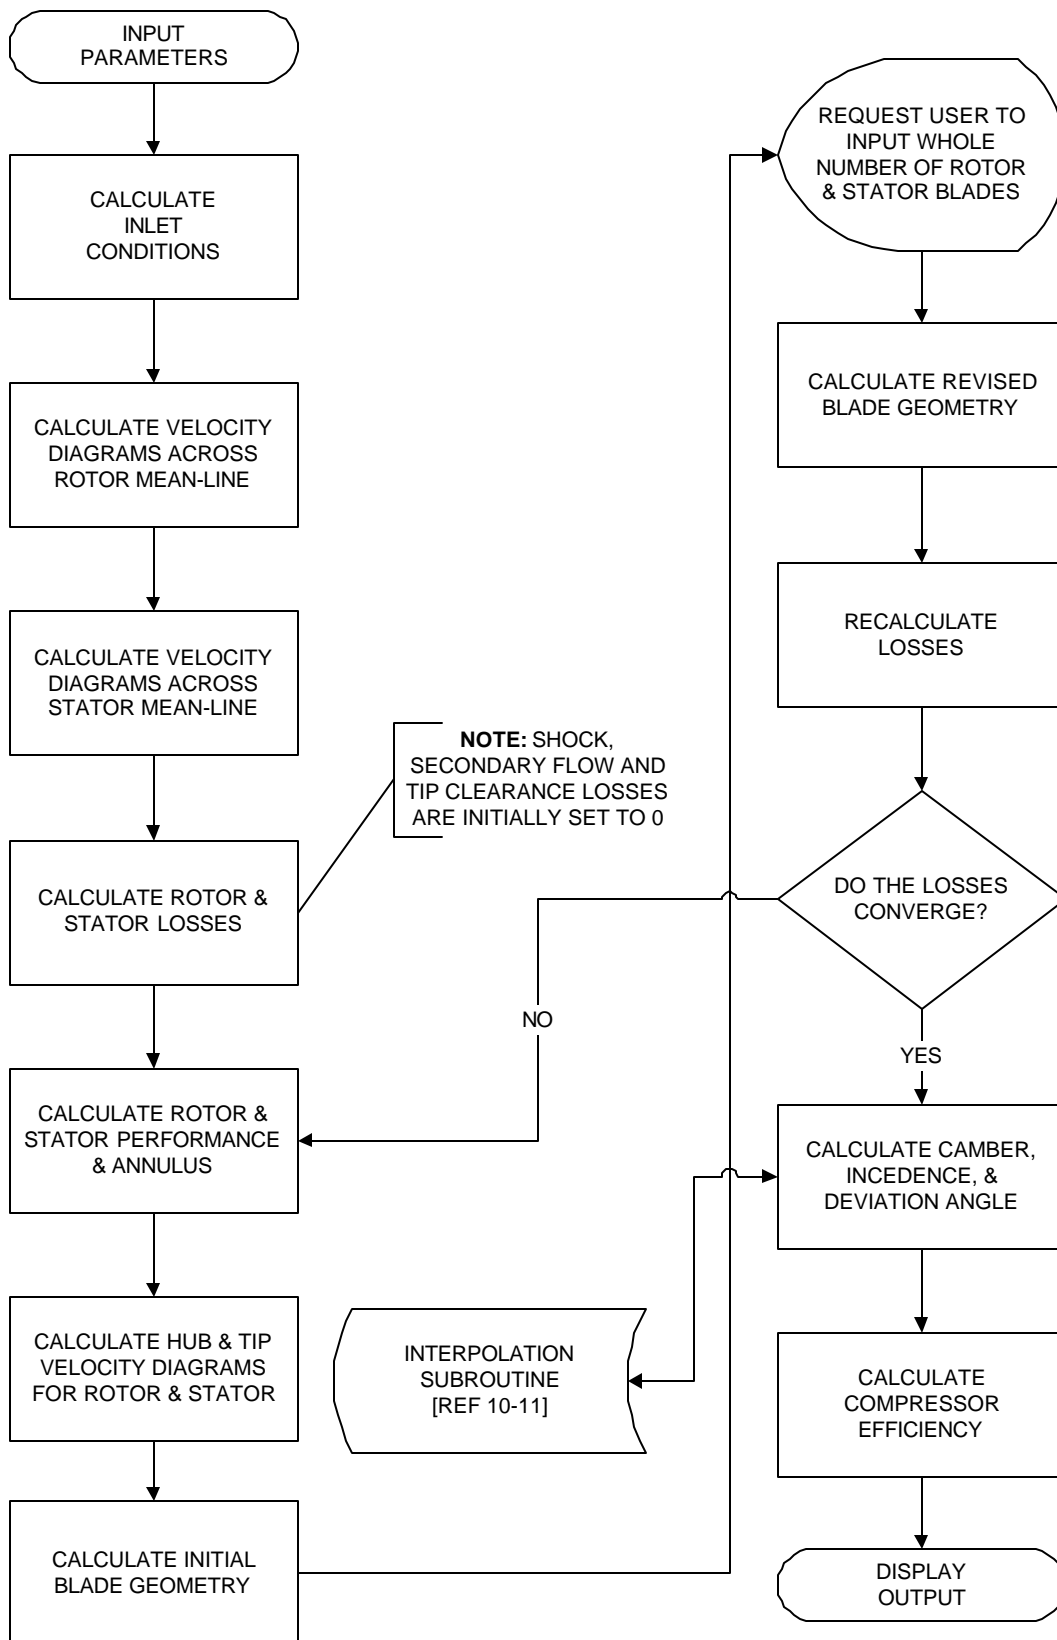 INPUT
PARAMETERS
CALCULATE
INLET
CONDITIONS
CALCULATE VELOCITY
DIAGRAMS ACROSS
ROTOR MEAN-LINE
CALCULATE VELOCITY
DIAGRAMS ACROSS
STATOR MEAN-LINE
NOTE: SHOCK,
SECONDARY FLOW AND
TIP CLEARANCE LOSSES
ARE INITIALLY SET TO 0
CALCULATE ROTOR &
STATOR LOSSES
CALCULATE ROTOR &
STATOR PERFORMANCE
& ANNULUS
CALCULATE HUB & TIP
VELOCITY DIAGRAMS
FOR ROTOR & STATOR
CALCULATE INITIAL
BLADE GEOMETRY
REQUEST USER TO
INPUT WHOLE
NUMBER OF ROTOR
& STATOR BLADES
CALCULATE REVISED
BLADE GEOMETRY
RECALCULATE
LOSSES
DO THE LOSSES
CONVERGE?
NO
YES
CALCULATE CAMBER,
INCEDENCE, &
DEVIATION ANGLE
INTERPOLATION
SUBROUTINE
[REF 10-11]
CALCULATE
COMPRESSOR
EFFICIENCY
DISPLAY
OUTPUT